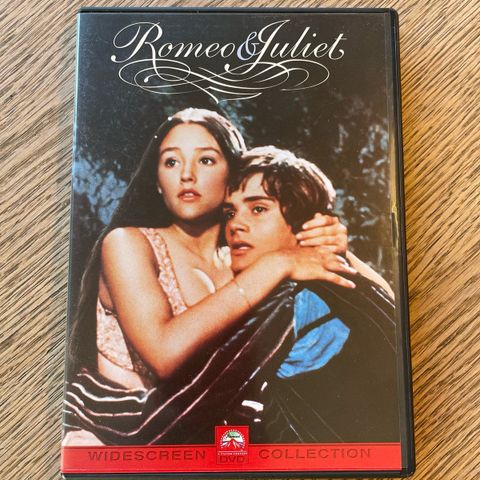 Romeo & Juliet
WIDESCREEN DVD COLLECTION